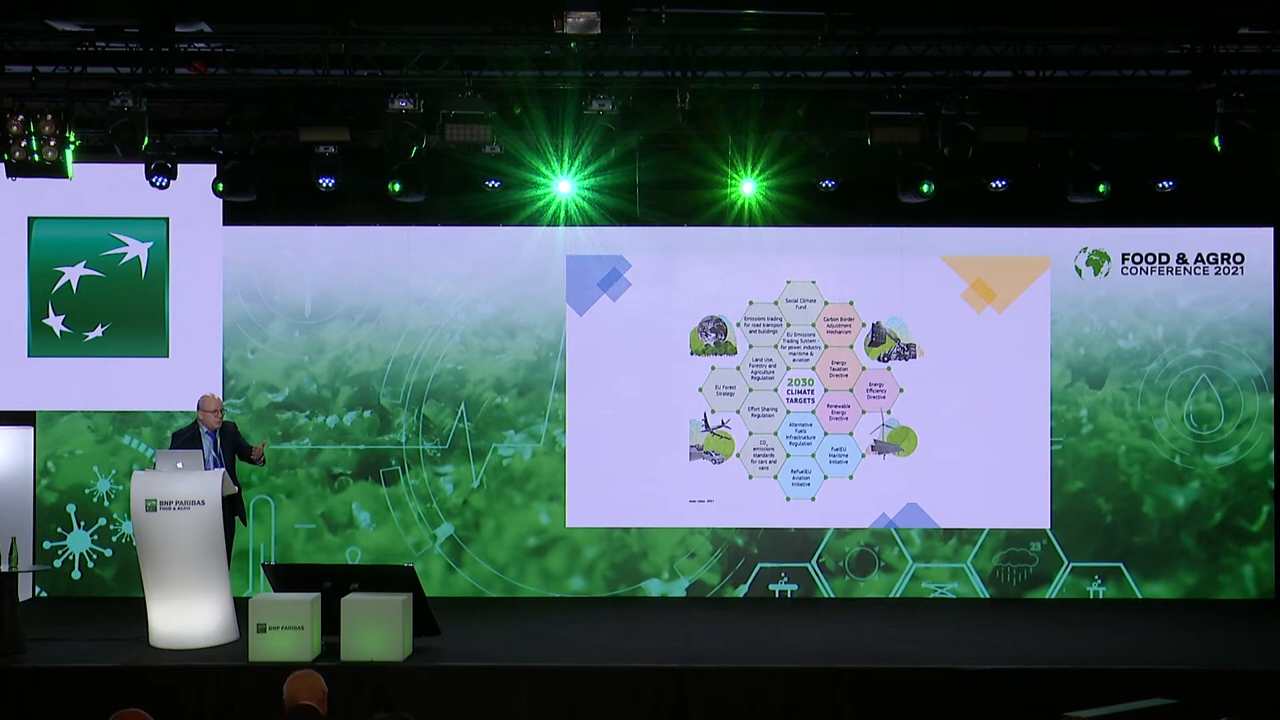 FOOD & AGRO
CONFERENCE 2021
Social Climate
Fund
Emissions trading
for road transport
and buildings
Carbon Border
Adjustment
Mechanism
EU Emissions
Trading System -
for power, industry,
maritime &
aviation
Land Use,
Forestry and
Agriculture
Regulation
Energy
Taxation
Directive
EU Forest
Strategy
2030
CLIMATE
TARGETS
Energy
Efficiency
Directive
Effort Sharing
Regulation
Renewable
Energy
Directive
Alternative
Fuels
Infrastructure
Regulation
CO2
emissions
standards
for cars and
vans
FuelEU
Maritime
Initiative
ReFuelEU
Aviation
Initiative
BNP PARIBAS
FOOD & AGRO
23°
BNP PARIBAS